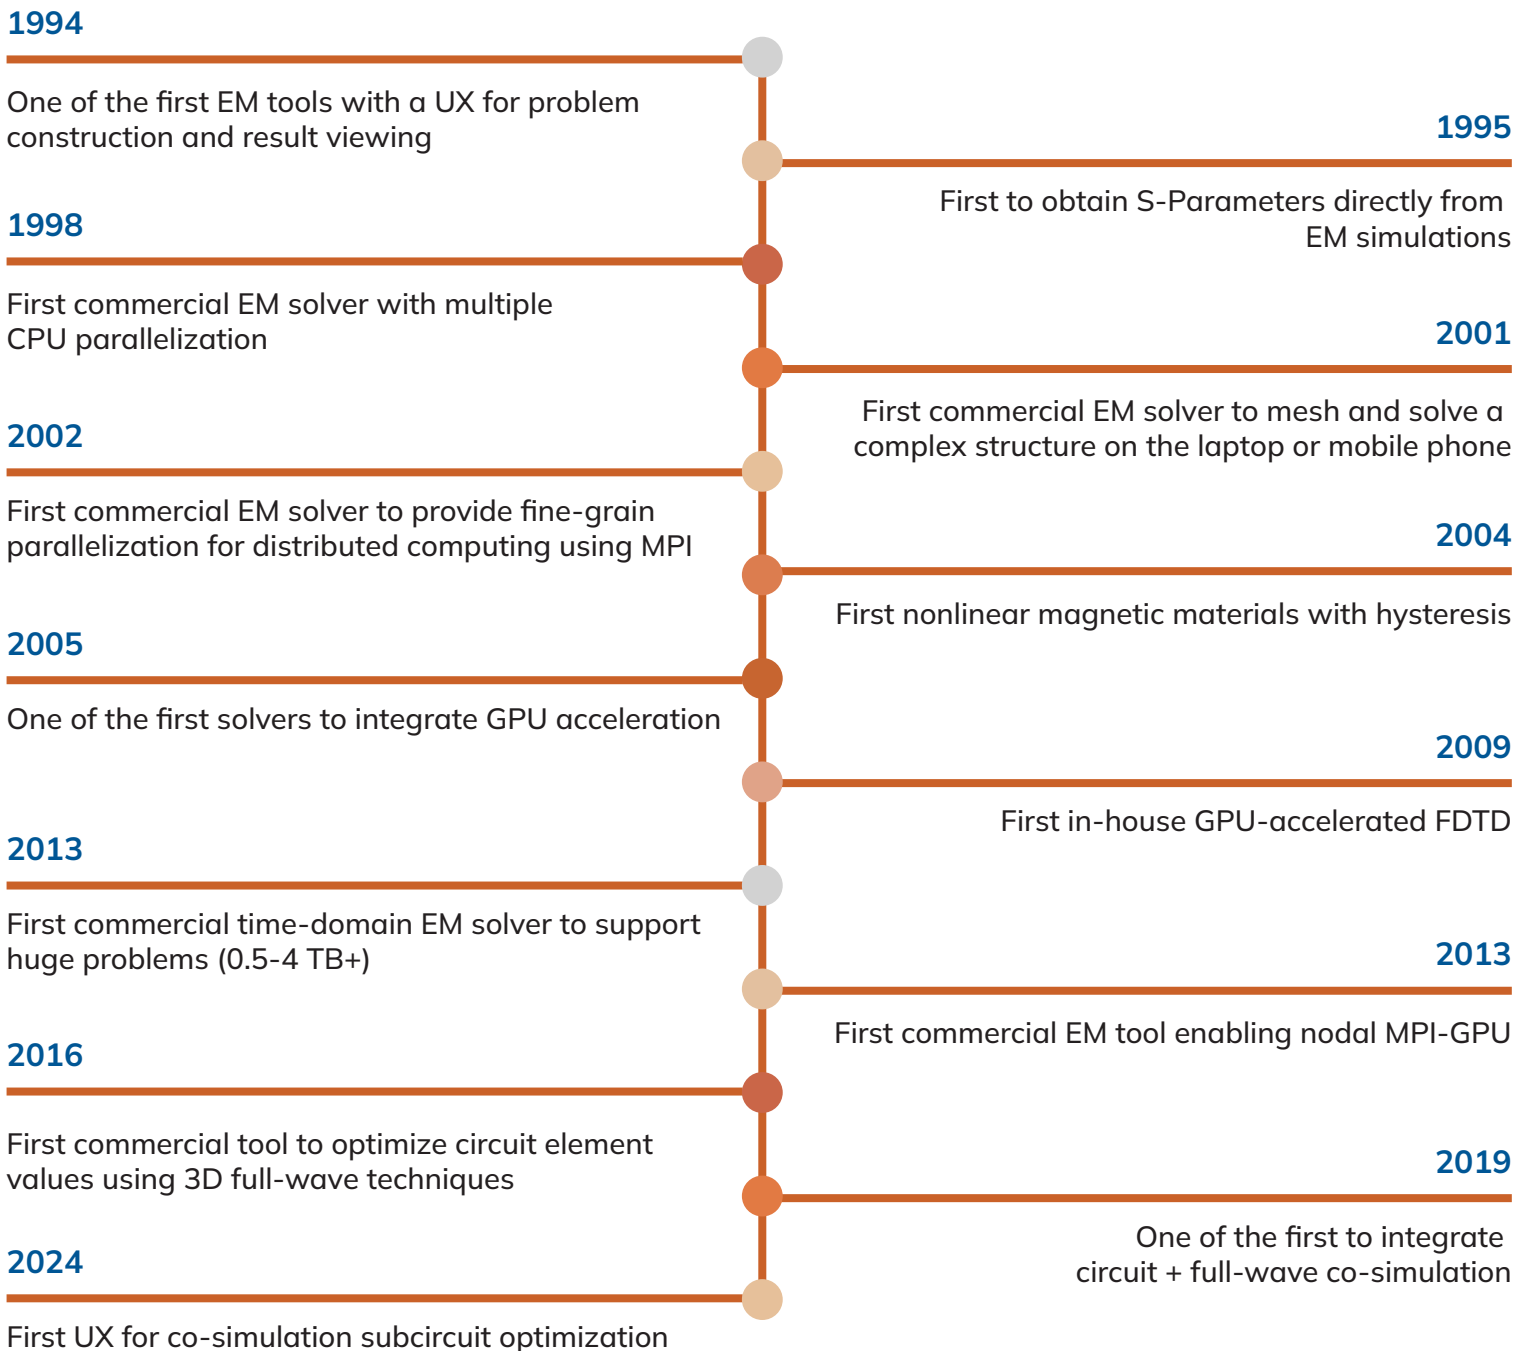 1994
One of the first EM tools with a UX for problem
construction and result viewing
1995
First to obtain S-Parameters directly from
EM simulations
1998
First commercial EM solver with multiple
CPU parallelization
2001
First commercial EM solver to mesh and solve a
complex structure on the laptop or mobile phone
2002
First commercial EM solver to provide fine-grain
parallelization for distributed computing using MPI
2004
First nonlinear magnetic materials with hysteresis
2005
One of the first solvers to integrate GPU acceleration
2009
First in-house GPU-accelerated FDTD
2013
First commercial time-domain EM solver to support
huge problems (0.5-4 TB+)
2013
First commercial EM tool enabling nodal MPI-GPU
2016
First commercial tool to optimize circuit element
values using 3D full-wave techniques
2019
One of the first to integrate
circuit + full-wave co-simulation
2024
First UX for co-simulation subcircuit optimization